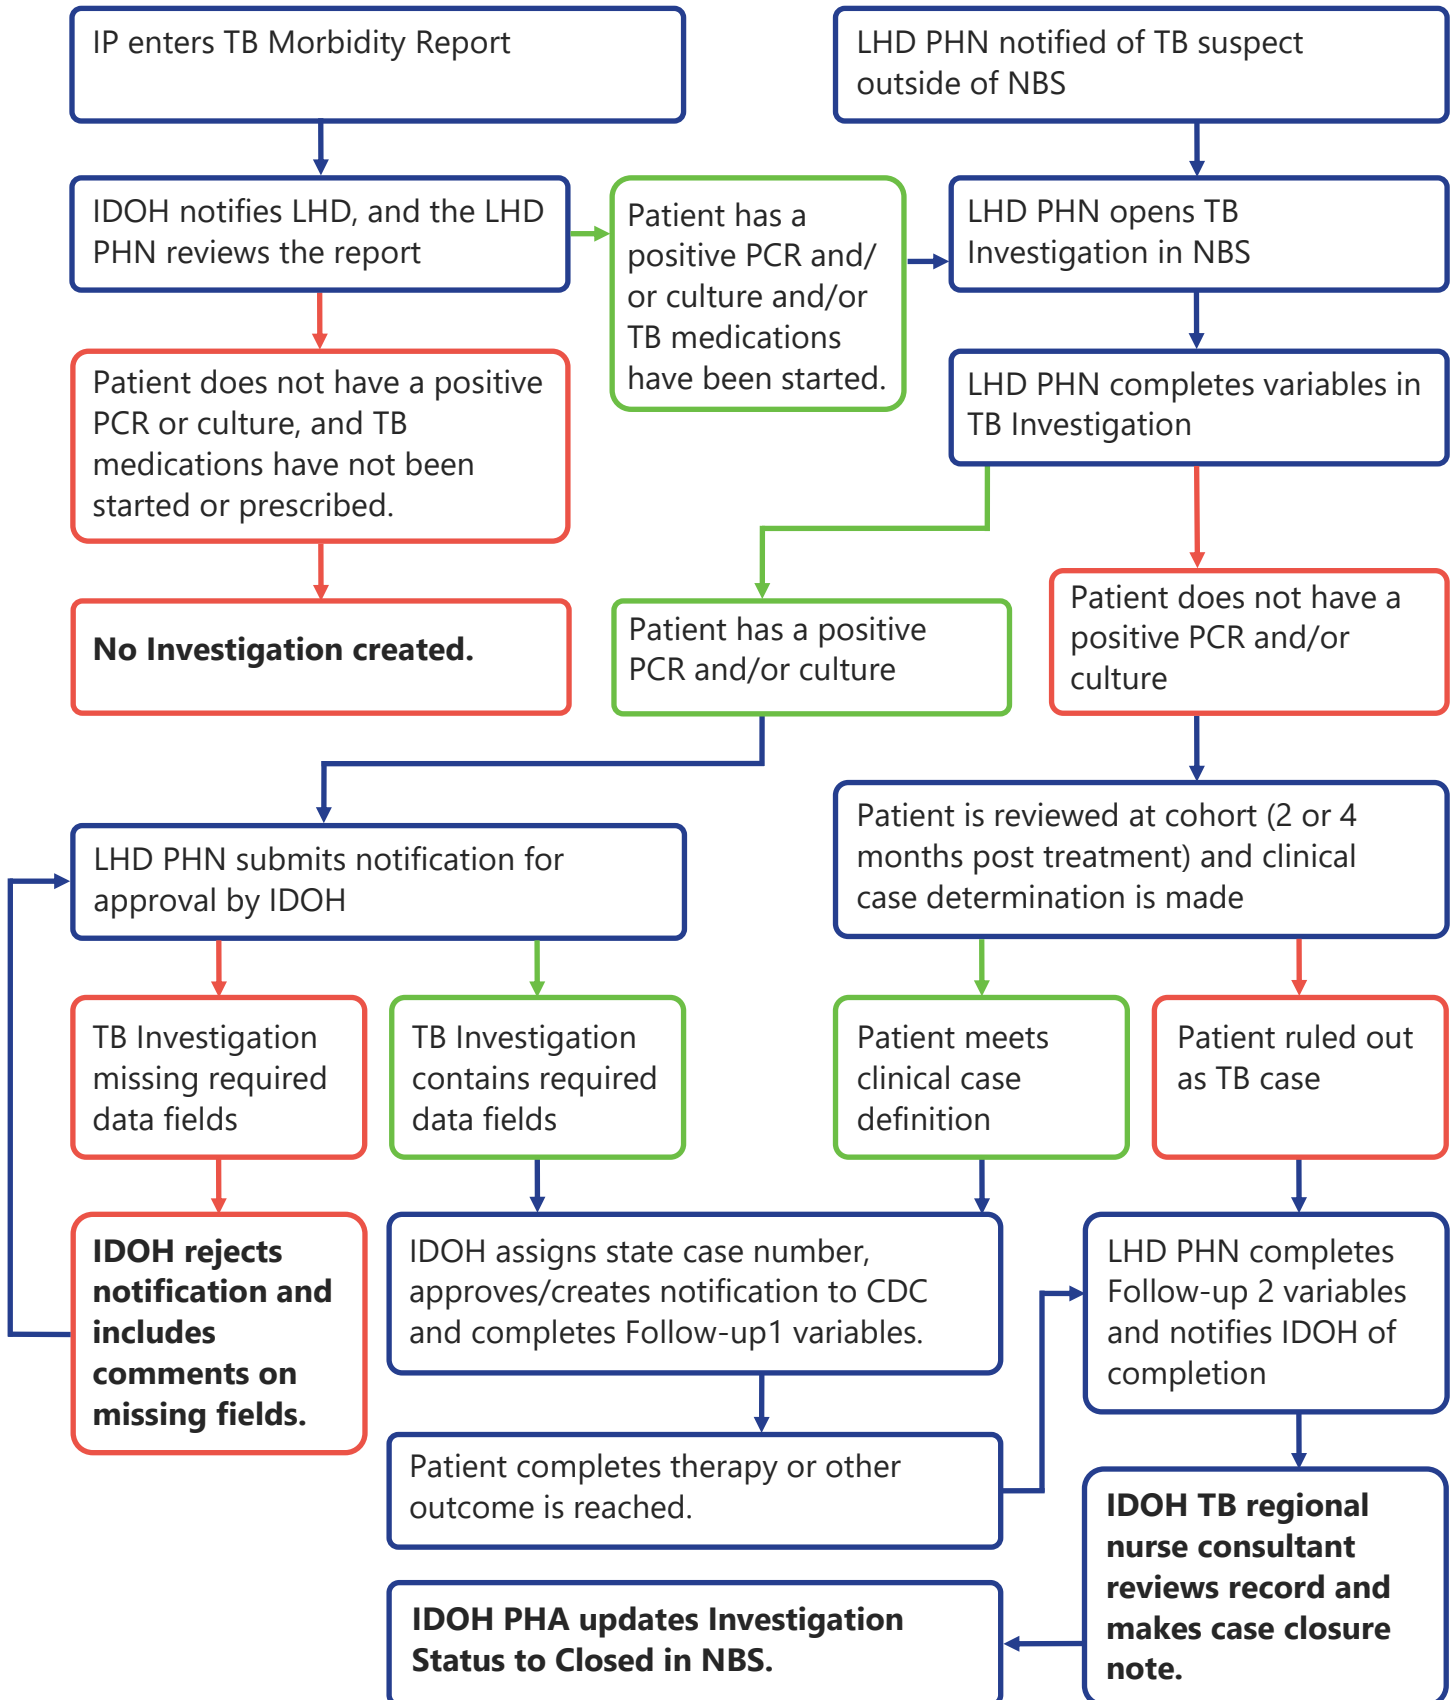 IP enters TB Morbidity Report
LHD PHN notified of TB suspect
outside of NBS
IDOH notifies LHD, and the LHD
PHN reviews the report
Patient has a
positive PCR and/
or culture and/or
TB medications
have been started.
LHD PHN opens TB
Investigation in NBS
Patient does not have a positive
PCR or culture, and TB
medications have not been
started or prescribed.
LHD PHN completes variables in
TB Investigation
No Investigation created.
Patient has a positive
PCR and/or culture
Patient does not have a
positive PCR and/or
culture
LHD PHN submits notification for
approval by IDOH
Patient is reviewed at cohort (2 or 4
months post treatment) and clinical
case determination is made
TB Investigation
missing required
data fields
TB Investigation
contains required
data fields
Patient meets
clinical case
definition
Patient ruled out
as TB case
IDOH rejects
notification and
includes
comments on
missing fields.
IDOH assigns state case number,
approves/creates notification to CDC
and completes Follow-up1 variables.
LHD PHN completes
Follow-up 2 variables
and notifies IDOH of
completion
Patient completes therapy or other
outcome is reached.
IDOH TB regional
nurse consultant
reviews record and
makes case closure
note.
IDOH PHA updates Investigation
Status to Closed in NBS.